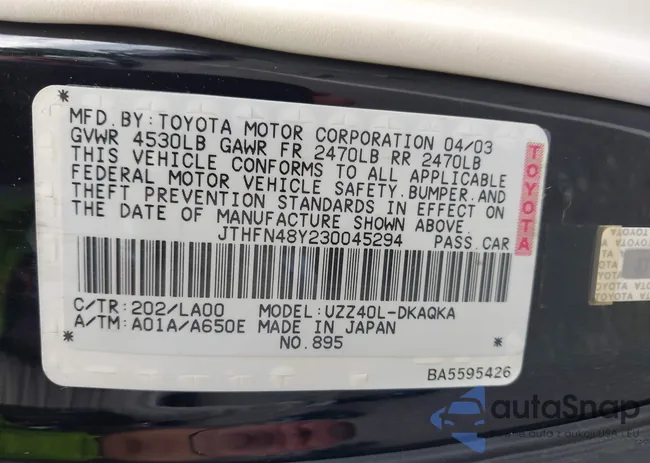 MFD.BY:TOYOTA MOTOR CORPORATION 04/03
GVWR 4530LB GAWR FR 2470LB RR 2470LB
THIS VEHICLE CONFORMS TO ALL APPLICABLE
FEDERAL MOTOR VEHICLE SAFETY.BUMPER.AND
THEFT PREVENTION STANDARDS IN EFFECT ON
THE DATE OF MANUFACTURE SHOWN ABOVE.
JTHFN48Y230045294 PASS.CAR
C/TR:202/LA00 MODEL:UZZ40L-DKAQKA
A/TM:A01A/A650E MADE IN JAPAN
NO.895
BA5595426
TOYOTA
TOYOTA
autaSnap